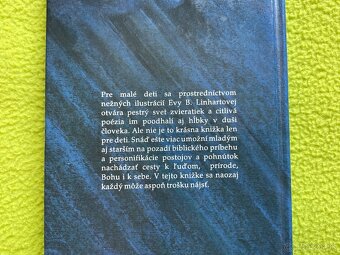 Pre malé deti sa prostredníctvom
nežných ilustrácií Evy B. Linhartovej
otvára pestrý svet zvieratiek a citlivá
poézia im poodhalí aj hĺbky v duši
človeka. Ale nie je to krásna knižka len
pre deti. Snáď ešte viac umožní mladým
aj starším na pozadí biblického príbehu
a personifikácie postojov a pohnútok
nachádzať cesty k ľuďom, prírode,
Bohu i k sebe. V tejto knižke sa naozaj
každý môže aspoň trošku nájsť.